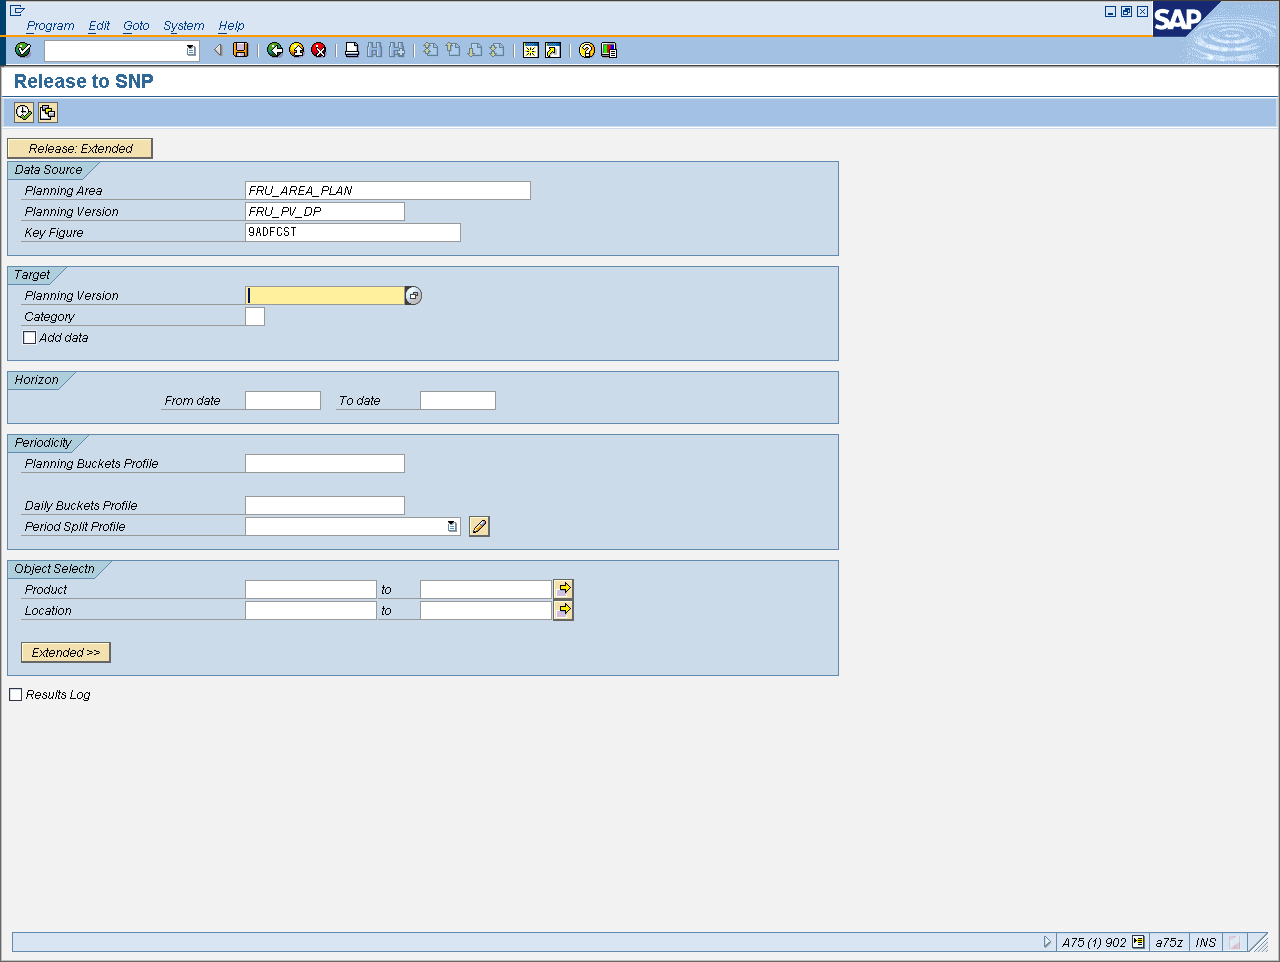 Program Edit Goto System Help
SAP
Release to SNP
Release: Extended
Data Source
Planning Area FRU_AREA_PLAN
Planning Version FRU_PV_DP
Key Figure 9ADFCST
Target
Planning Version
Category
Add data
Horizon
From date To date
Periodicity
Planning Buckets Profile
Daily Buckets Profile
Period Split Profile
Object Selectn
Product to
Location to
Extended >>
Results Log
A75 (1) 902 a75z INS